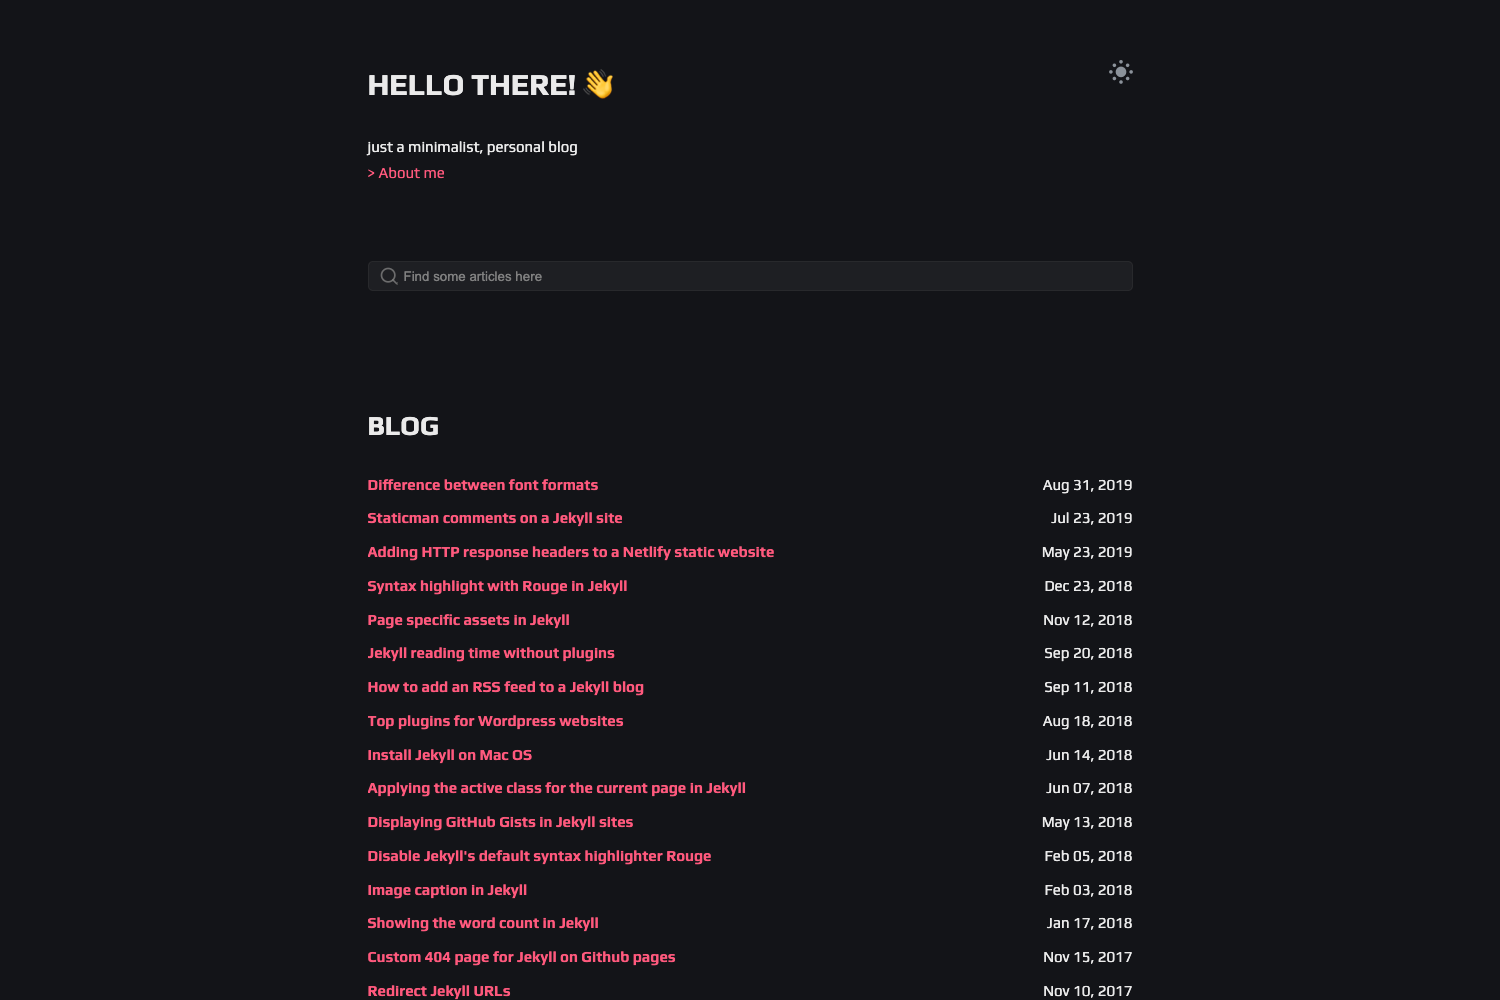 HELLO THERE! 👋
just a minimalist, personal blog
> About me
Find some articles here
BLOG
Difference between font formats Aug 31, 2019
Staticman comments on a Jekyll site Jul 23, 2019
Adding HTTP response headers to a Netlify static website May 23, 2019
Syntax highlight with Rouge in Jekyll Dec 23, 2018
Page specific assets in Jekyll Nov 12, 2018
Jekyll reading time without plugins Sep 20, 2018
How to add an RSS feed to a Jekyll blog Sep 11, 2018
Top plugins for Wordpress websites Aug 18, 2018
Install Jekyll on Mac OS Jun 14, 2018
Applying the active class for the current page in Jekyll Jun 07, 2018
Displaying GitHub Gists in Jekyll sites May 13, 2018
Disable Jekyll's default syntax highlighter Rouge Feb 05, 2018
Image caption in Jekyll Feb 03, 2018
Showing the word count in Jekyll Jan 17, 2018
Custom 404 page for Jekyll on Github pages Nov 15, 2017
Redirect Jekyll URLs Nov 10, 2017